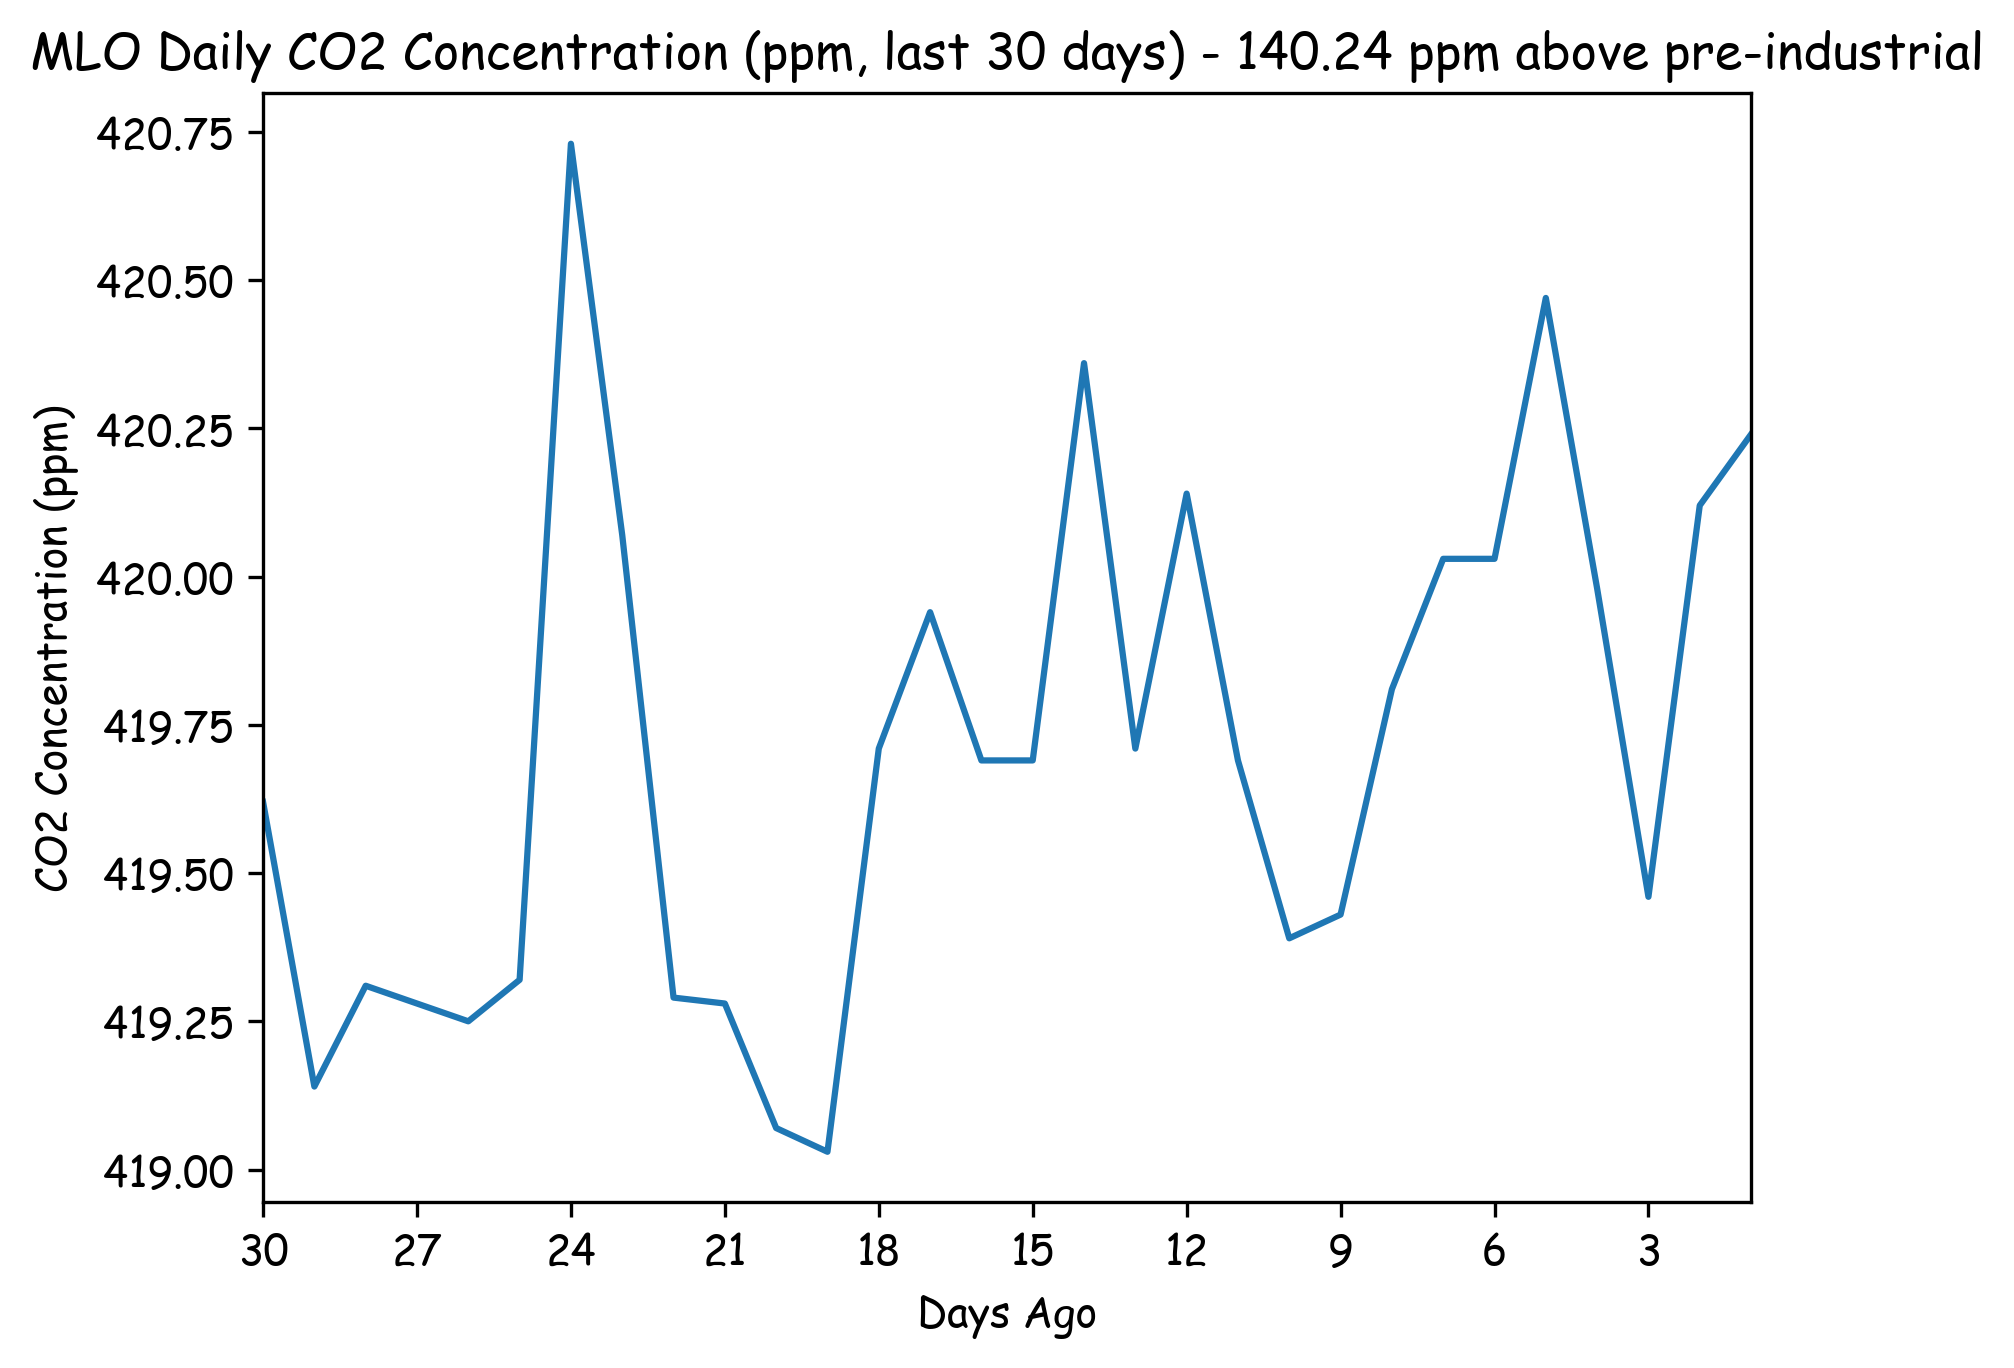 MLO Daily CO2 Concentration (ppm, last 30 days) - 140.24 ppm above pre-industrial
420.75
420.50
420.25
420.00
419.75
419.50
419.25
419.00
CO2 Concentration (ppm)
30 27 24 21 18 15 12 9 6 3
Days Ago